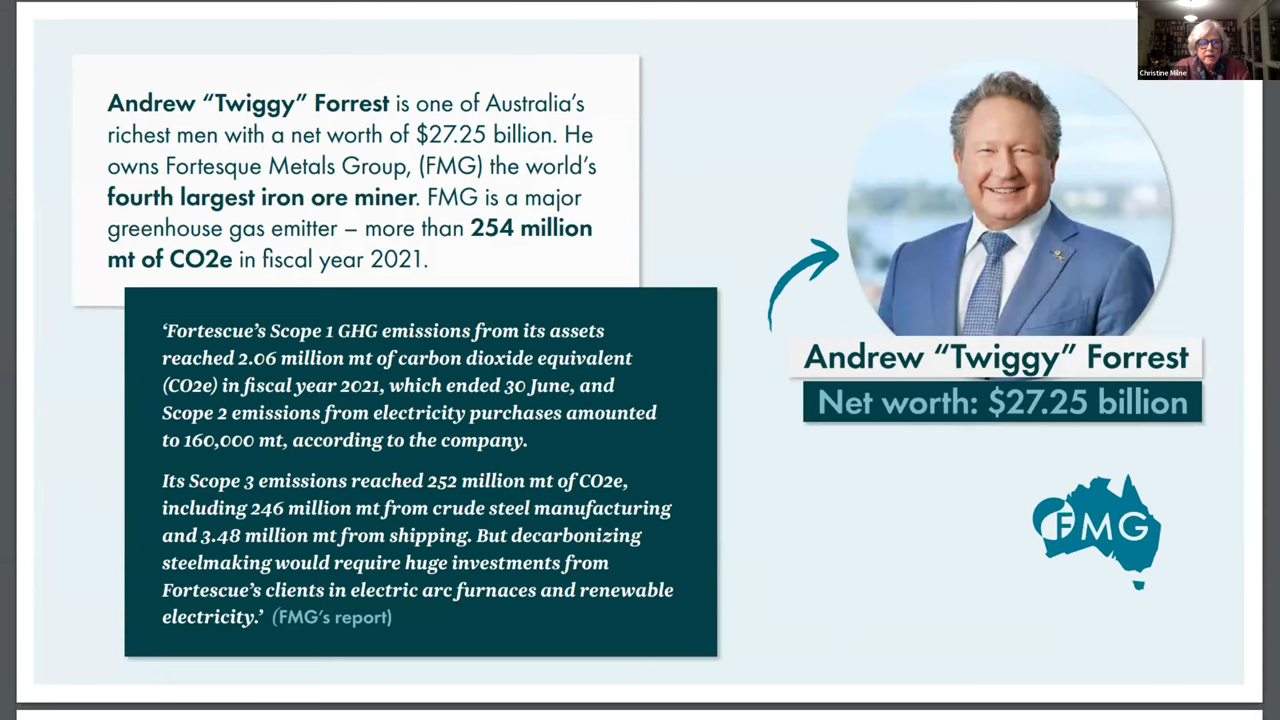 Christine Milne
Andrew “Twiggy” Forrest is one of Australia’s
richest men with a net worth of $27.25 billion. He
owns Fortesque Metals Group, (FMG) the world’s
fourth largest iron ore miner. FMG is a major
greenhouse gas emitter – more than 254 million
mt of CO2e in fiscal year 2021.
‘Fortescue’s Scope 1 GHG emissions from its assets
reached 2.06 million mt of carbon dioxide equivalent
(CO2e) in fiscal year 2021, which ended 30 June, and
Scope 2 emissions from electricity purchases amounted
to 160,000 mt, according to the company.
Its Scope 3 emissions reached 252 million mt of CO2e,
including 246 million mt from crude steel manufacturing
and 3.48 million mt from shipping. But decarbonizing
steelmaking would require huge investments from
Fortescue’s clients in electric arc furnaces and renewable
electricity.’ (FMG’s report)
Andrew “Twiggy” Forrest
Net worth: $27.25 billion
FMG